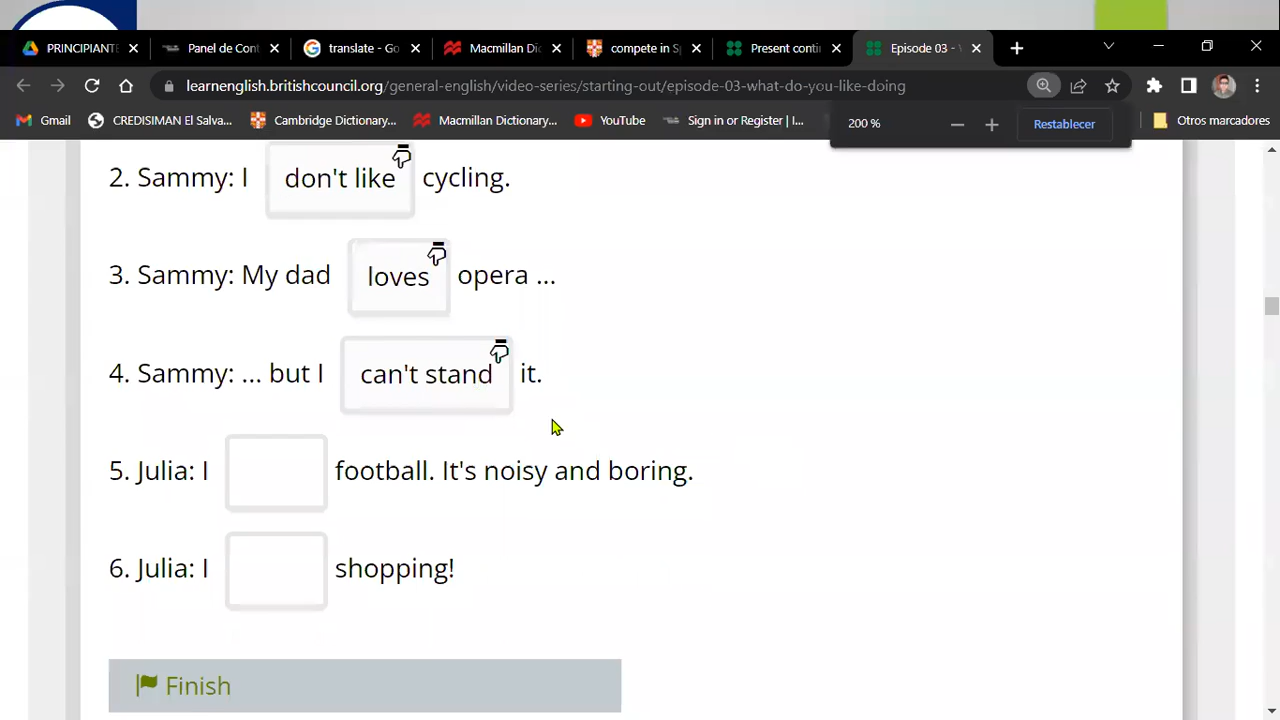 PRINCIPIANTE
Panel de Cont
translate - Go
Macmillan Dic
compete in Sp
Present conti
Episode 03 -
learnenglish.britishcouncil.org/general-english/video-series/starting-out/episode-03-what-do-you-like-doing
Gmail
CREDISIMAN El Salva...
Cambridge Dictionary...
Macmillan Dictionary...
YouTube
Sign in or Register | I...
Otros marcadores
200 %
Restablecer
2. Sammy: I don't like cycling.
3. Sammy: My dad loves opera ...
4. Sammy: ... but I can't stand it.
5. Julia: I football. It's noisy and boring.
6. Julia: I shopping!
Finish